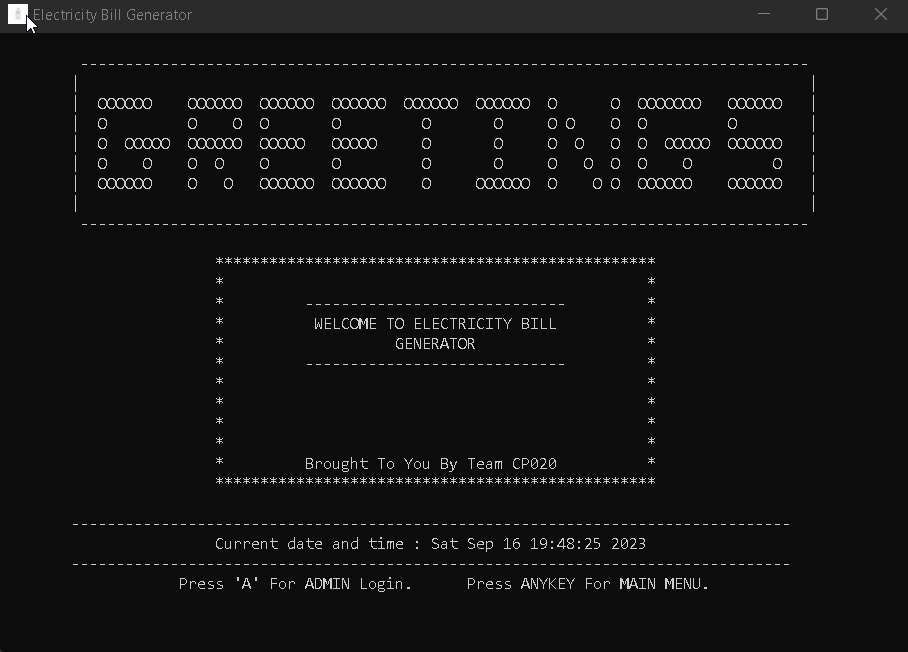 Electricity Bill Generator
GREETINGS
WELCOME TO ELECTRICITY BILL
GENERATOR
Brought To You By Team CP020
Current date and time : Sat Sep 16 19:48:25 2023
Press 'A' For ADMIN Login. Press ANYKEY For MAIN MENU.